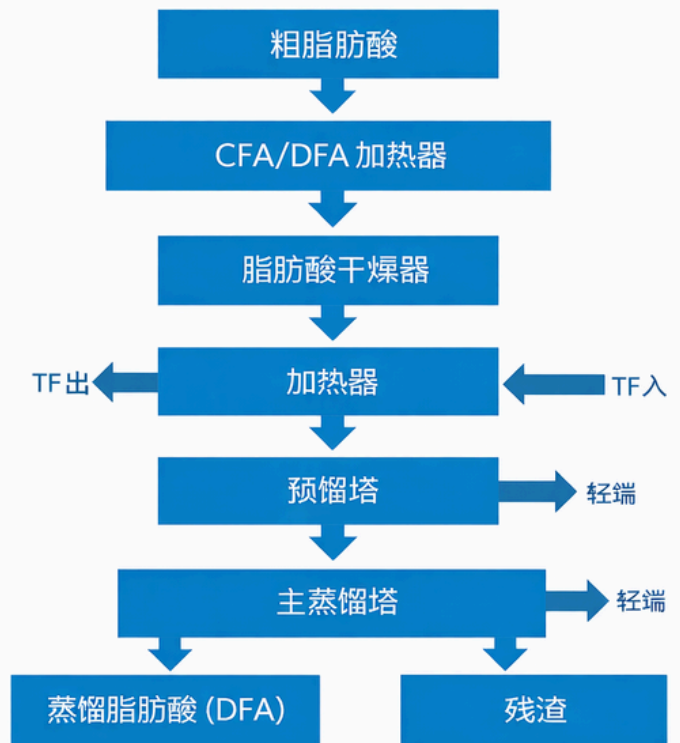 粗脂肪酸
CFA/DFA 加热器
脂肪酸干燥器
TF出
加热器
TF入
预馏塔
轻端
主蒸馏塔
轻端
蒸馏脂肪酸 (DFA)
残渣